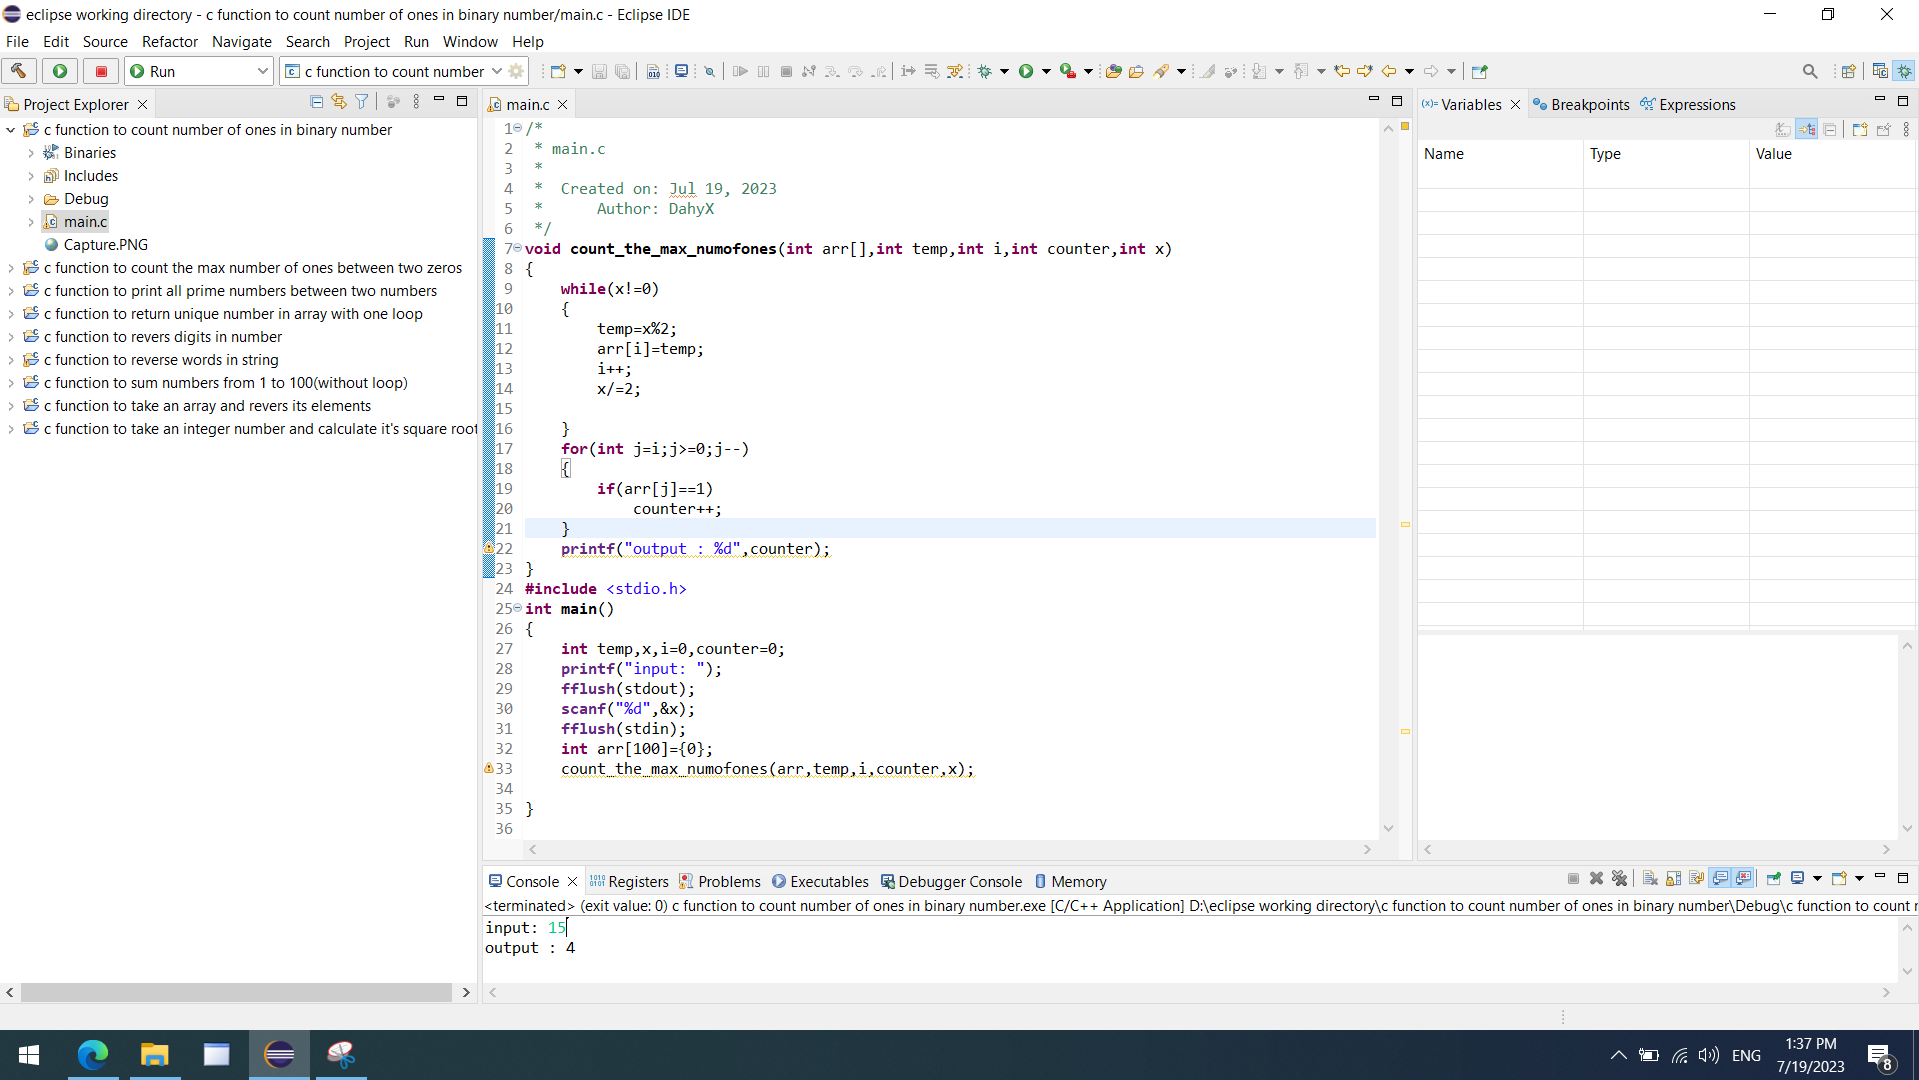 eclipse working directory - c function to count number of ones in binary number/main.c - Eclipse IDE
File Edit Source Refactor Navigate Search Project Run Window Help
Run
c function to count number
Project Explorer
c function to count number of ones in binary number
Binaries
Includes
Debug
main.c
Capture.PNG
c function to count the max number of ones between two zeros
c function to print all prime numbers between two numbers
c function to return unique number in array with one loop
c function to revers digits in number
c function to reverse words in string
c function to sum numbers from 1 to 100(without loop)
c function to take an array and revers its elements
c function to take an integer number and calculate it's square root
main.c
1 /*
2  * main.c
3  *
4  *  Created on: Jul 19, 2023
5  *      Author: DahyX
6  */
7 void count_the_max_numofones(int arr[],int temp,int i,int counter,int x)
8 {
9     while(x!=0)
10     {
11         temp=x%2;
12         arr[i]=temp;
13         i++;
14         x/=2;
15
16     }
17     for(int j=i;j>=0;j--)
18     {
19         if(arr[j]==1)
20             counter++;
21     }
22     printf("output : %d",counter);
23 }
24 #include <stdio.h>
25 int main()
26 {
27     int temp,x,i=0,counter=0;
28     printf("input: ");
29     fflush(stdout);
30     scanf("%d",&x);
31     fflush(stdin);
32     int arr[100]={0};
33     count_the_max_numofones(arr,temp,i,counter,x);
34
35 }
36
(x)= Variables Breakpoints Expressions
Name Type Value
Console Registers Problems Executables Debugger Console Memory
<terminated> (exit value: 0) c function to count number of ones in binary number.exe [C/C++ Application] D:\eclipse working directory\c function to count number of ones in binary number\Debug\c function to count
input: 15
output : 4
ENG
1:37 PM
7/19/2023
8